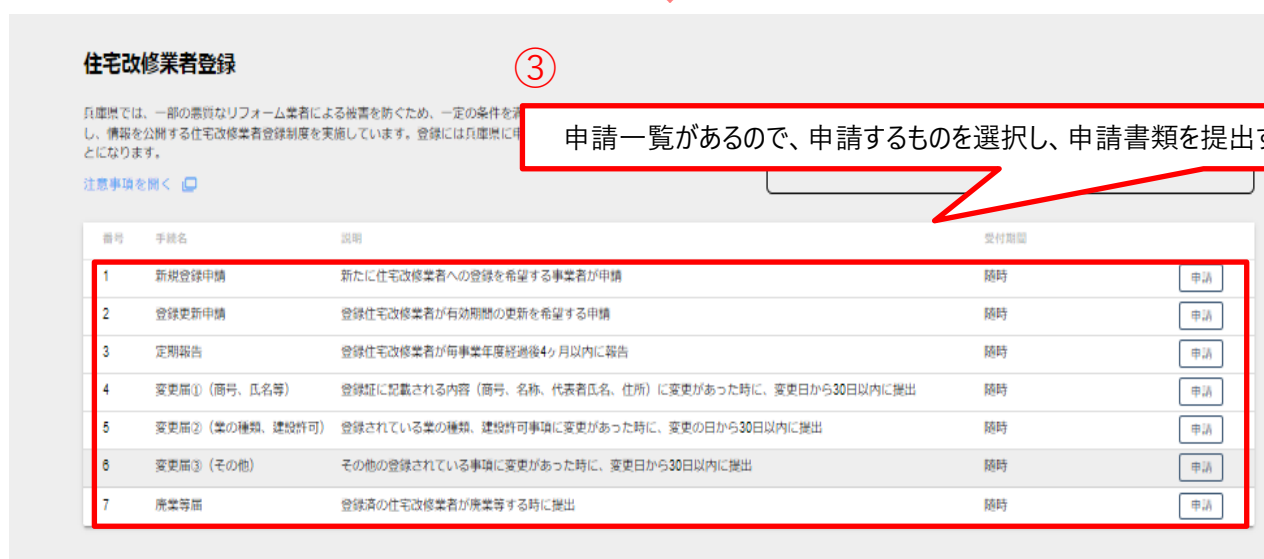 住宅改修業者登録
③
兵庫県では、一部の悪質なリフォーム業者による被害を防ぐため、一定の条件を満
し、情報を公開する住宅改修業者登録制度を実施しています。登録には兵庫県に申
とになります。
申請一覧があるので、申請するものを選択し、申請書類を提出す
注意事項を開く
番号 手続名 説明 受付期間
1 新規登録申請 新たに住宅改修業者への登録を希望する事業者が申請 随時 申請
2 登録更新申請 登録住宅改修業者が有効期間の更新を希望する申請 随時 申請
3 定期報告 登録住宅改修業者が毎事業年度経過後4ヶ月以内に報告 随時 申請
4 変更届①（商号、氏名等） 登録証に記載される内容（商号、名称、代表者氏名、住所）に変更があった時に、変更日から30日以内に提出 随時 申請
5 変更届②（業の種類、建設許可） 登録されている業の種類、建設許可事項に変更があった時に、変更の日から30日以内に提出 随時 申請
6 変更届③（その他） その他の登録されている事項に変更があった時に、変更日から30日以内に提出 随時 申請
7 廃業等届 登録済の住宅改修業者が廃業等する時に提出 随時 申請